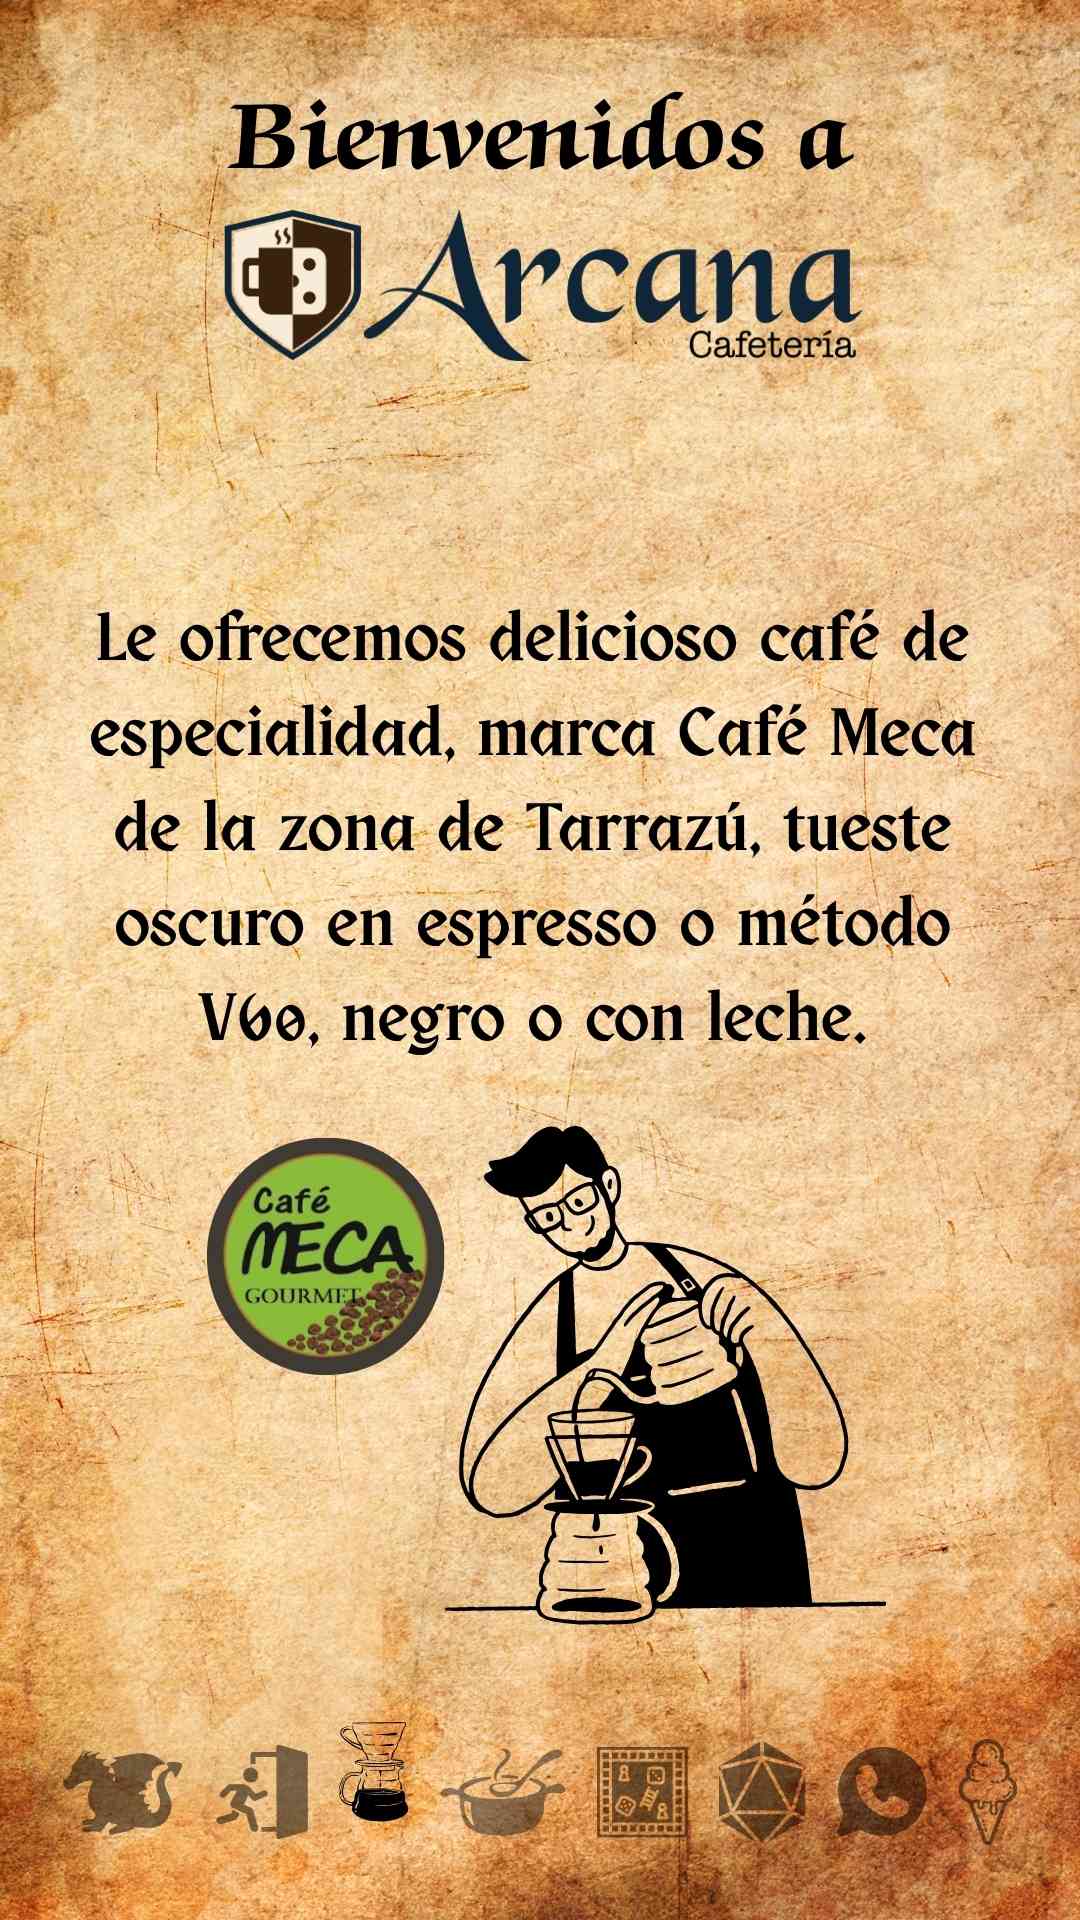 Bienvenidos a
Arcana
Cafetería
Le ofrecemos delicioso café de
especialidad, marca Café Meca
de la zona de Tarrazú, tueste
oscuro en espresso o método
V60, negro o con leche.
Café
MECA
GOURMET